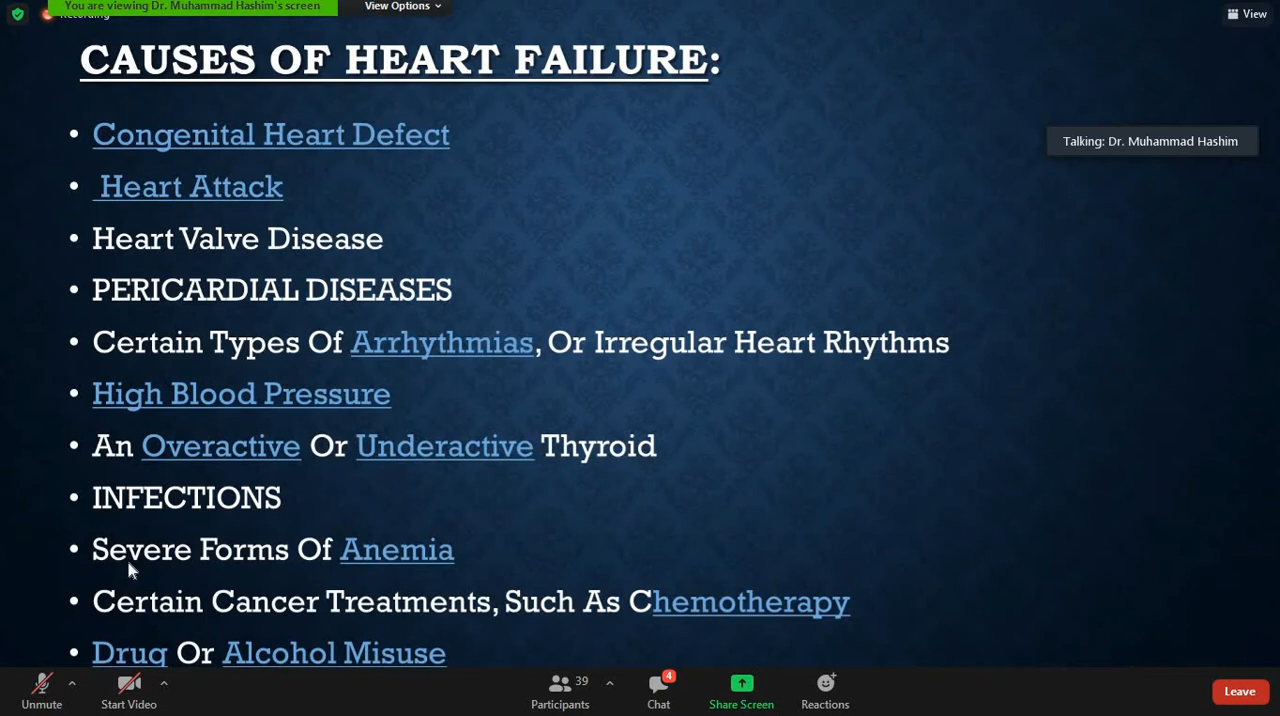 You are viewing Dr. Muhammad Hashim's screen
View Options
Recording
View
CAUSES OF HEART FAILURE:
Talking: Dr. Muhammad Hashim
• Congenital Heart Defect
• Heart Attack
• Heart Valve Disease
• PERICARDIAL DISEASES
• Certain Types Of Arrhythmias, Or Irregular Heart Rhythms
• High Blood Pressure
• An Overactive Or Underactive Thyroid
• INFECTIONS
• Severe Forms Of Anemia
• Certain Cancer Treatments, Such As Chemotherapy
• Drug Or Alcohol Misuse
Unmute
Start Video
39
Participants
4
Chat
Share Screen
Reactions
Leave